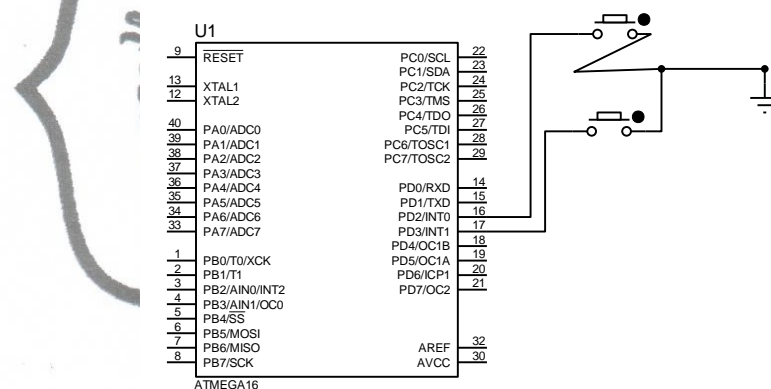 U1
9 RESET
13 XTAL1
12 XTAL2
40 PA0/ADC0
39 PA1/ADC1
38 PA2/ADC2
37 PA3/ADC3
36 PA4/ADC4
35 PA5/ADC5
34 PA6/ADC6
33 PA7/ADC7
1 PB0/T0/XCK
2 PB1/T1
3 PB2/AIN0/INT2
4 PB3/AIN1/OC0
5 PB4/SS
6 PB5/MOSI
7 PB6/MISO
8 PB7/SCK
PC0/SCL 22
PC1/SDA 23
PC2/TCK 24
PC3/TMS 25
PC4/TDO 26
PC5/TDI 27
PC6/TOSC1 28
PC7/TOSC2 29
PD0/RXD 14
PD1/TXD 15
PD2/INT0 16
PD3/INT1 17
PD4/OC1B 18
PD5/OC1A 19
PD6/ICP1 20
PD7/OC2 21
AREF 32
AVCC 30
ATMEGA16